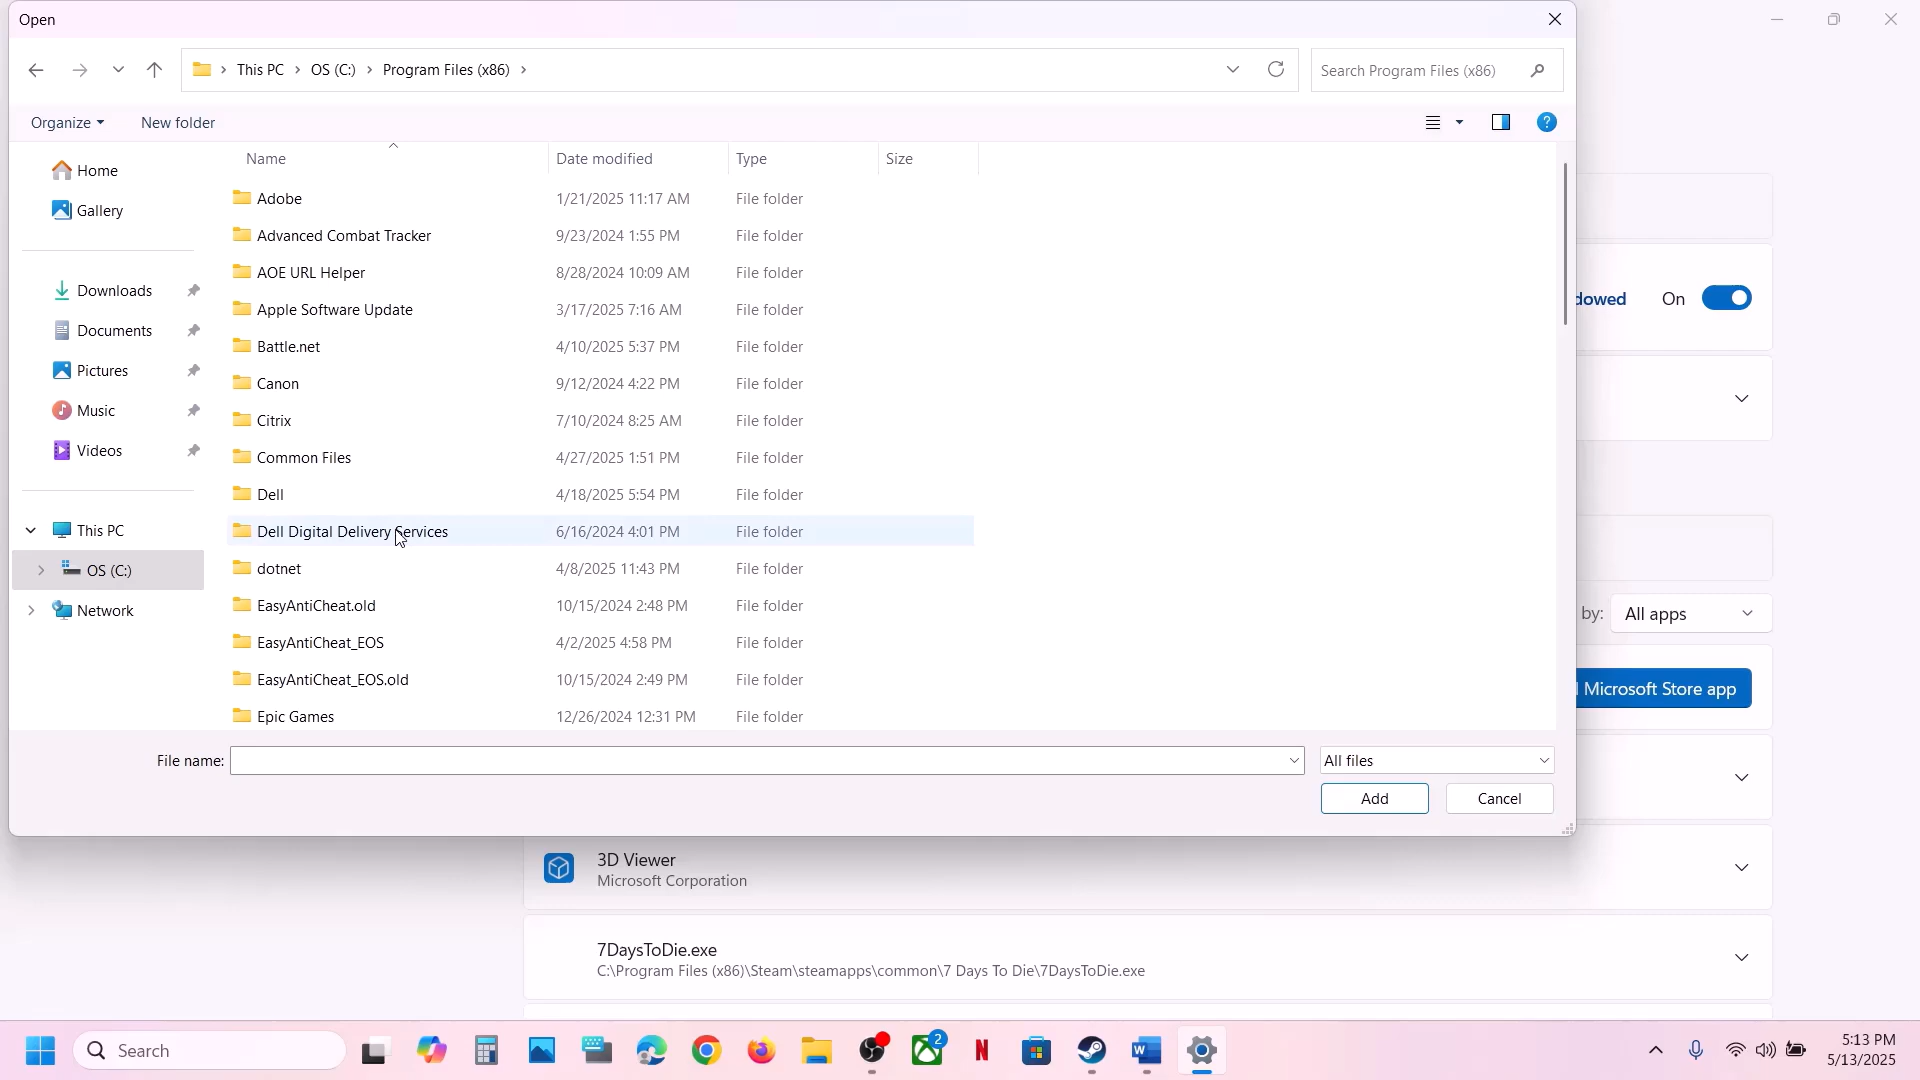 Open
This PC > OS (C:) > Program Files (x86) >
Search Program Files (x86)
Organize
New folder
Name
Date modified
Type
Size
Home
Gallery
Downloads
Documents
Pictures
Music
Videos
This PC
OS (C:)
Network
Adobe 1/21/2025 11:17 AM File folder
Advanced Combat Tracker 9/23/2024 1:55 PM File folder
AOE URL Helper 8/28/2024 10:09 AM File folder
Apple Software Update 3/17/2025 7:16 AM File folder
Battle.net 4/10/2025 5:37 PM File folder
Canon 9/12/2024 4:22 PM File folder
Citrix 7/10/2024 8:25 AM File folder
Common Files 4/27/2025 1:51 PM File folder
Dell 4/18/2025 5:54 PM File folder
Dell Digital Delivery Services 6/16/2024 4:01 PM File folder
dotnet 4/8/2025 11:43 PM File folder
EasyAntiCheat.old 10/15/2024 2:48 PM File folder
EasyAntiCheat_EOS 4/2/2025 4:58 PM File folder
EasyAntiCheat_EOS.old 10/15/2024 2:49 PM File folder
Epic Games 12/26/2024 12:31 PM File folder
File name:
All files
Add
Cancel
dowed
On
by:
All apps
Microsoft Store app
3D Viewer
Microsoft Corporation
7DaysToDie.exe
C:\Program Files (x86)\Steam\steamapps\common\7 Days To Die\7DaysToDie.exe
Search
2
5:13 PM
5/13/2025